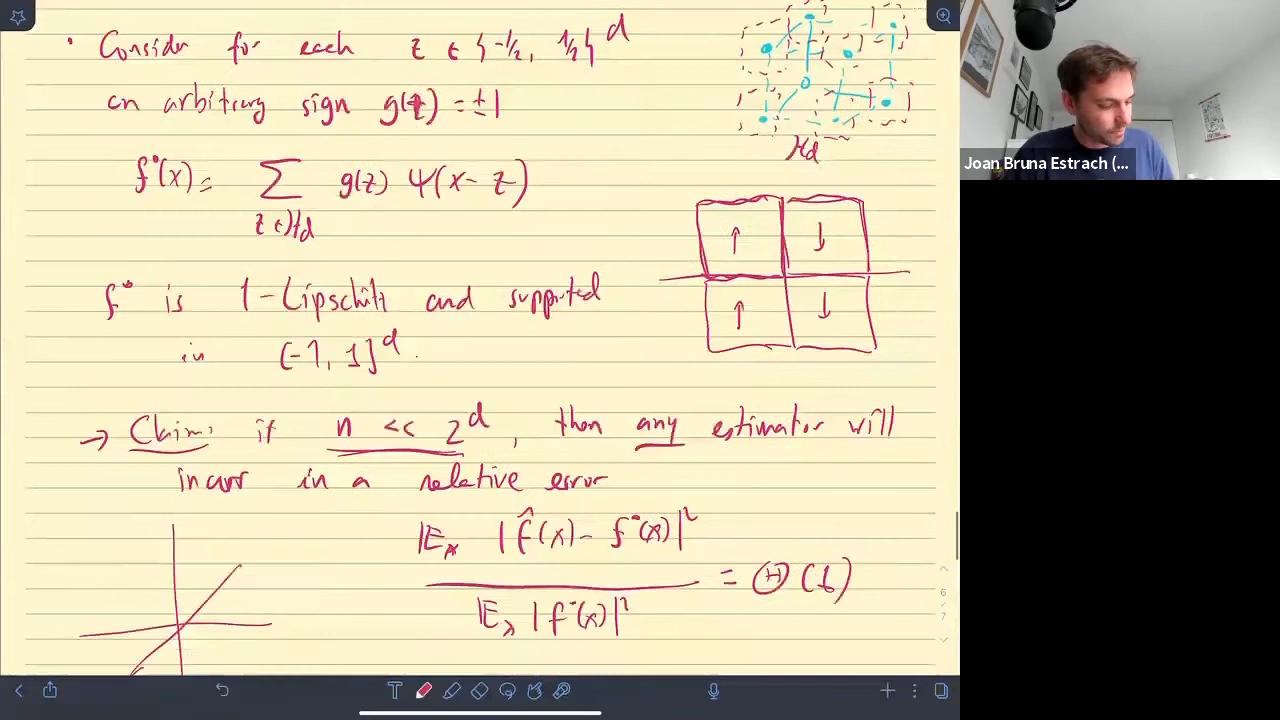 · Consider for each z ∈ {-1/2, 1/2}^d
an arbitrary sign g(z) = ±1
H_d
f*(x) = Σ g(z) Ψ(x - z)
z ∈ H_d
↑ ↓
f* is 1-Lipschitz and supported
↑ ↓
in [-1, 1]^d.
→ Claim: if n << 2^d, then any estimator will
incur in a relative error
E_x |f̂(x) - f*(x)|^2
= Θ(1)
E_x |f*(x)|^2
Joan Bruna Estrach (...
6
7
T